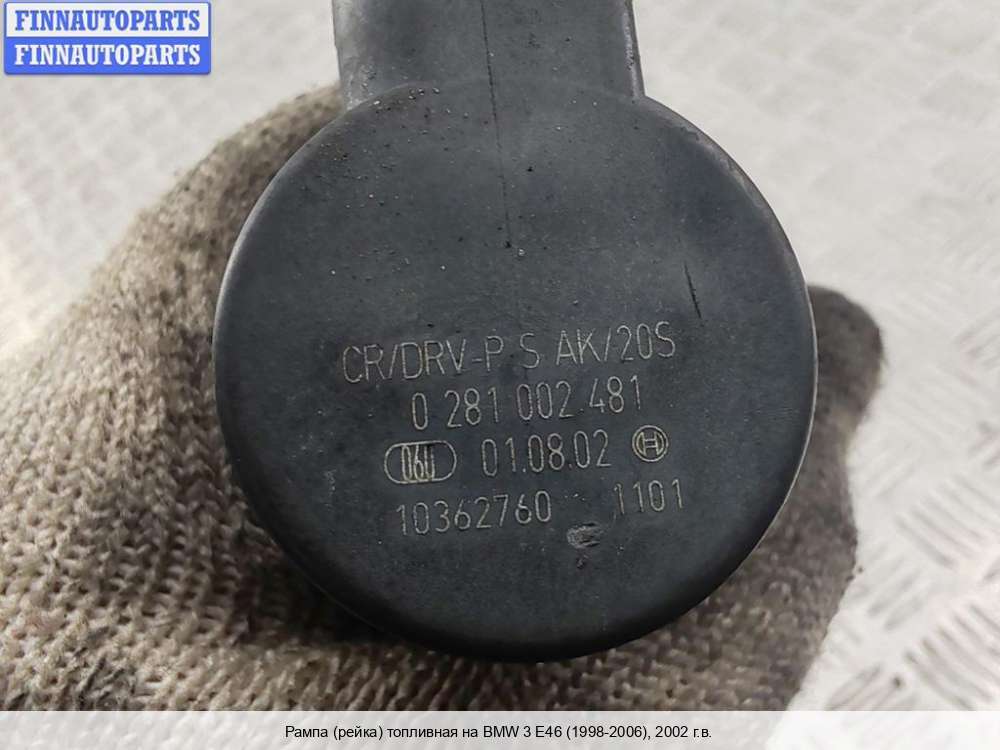 FINNAUTOPARTS
FINNAUTOPARTS
CR/DRV-P S AK/20S
0 281 002 481
060 01.08.02
10362760 1101
Рампа (рейка) топливная на BMW 3 E46 (1998-2006), 2002 г.в.